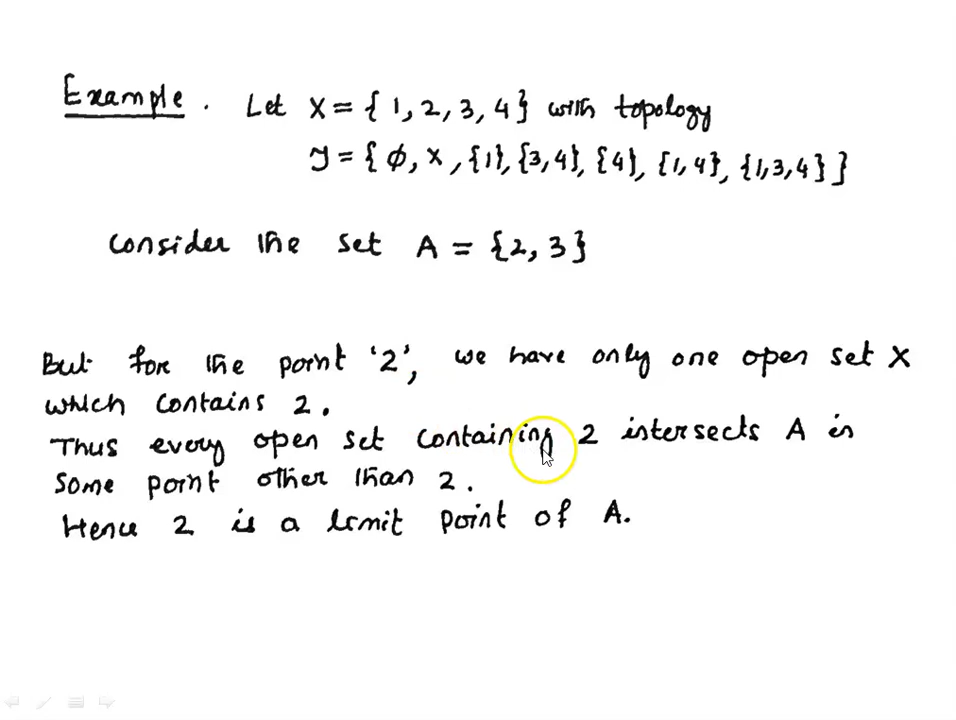 Example. Let X = { 1, 2, 3, 4 } with topology
𝒯 = { φ, X, {1}, {3,4}, {4}, {1,4}, {1,3,4} }
Consider the set A = {2, 3}
But for the point '2', we have only one open set X
which contains 2.
Thus every open set containing 2 intersects A in
some point other than 2.
Hence 2 is a limit point of A.